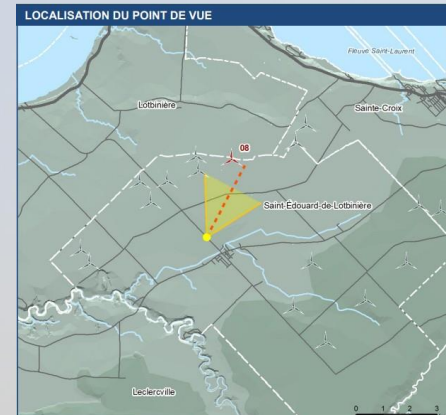 LOCALISATION DU POINT DE VUE
Fleuve Saint-Laurent
Lotbinière
Sainte-Croix
08
Saint-Édouard-de-Lotbinière
Leclercville
0 1 2 3